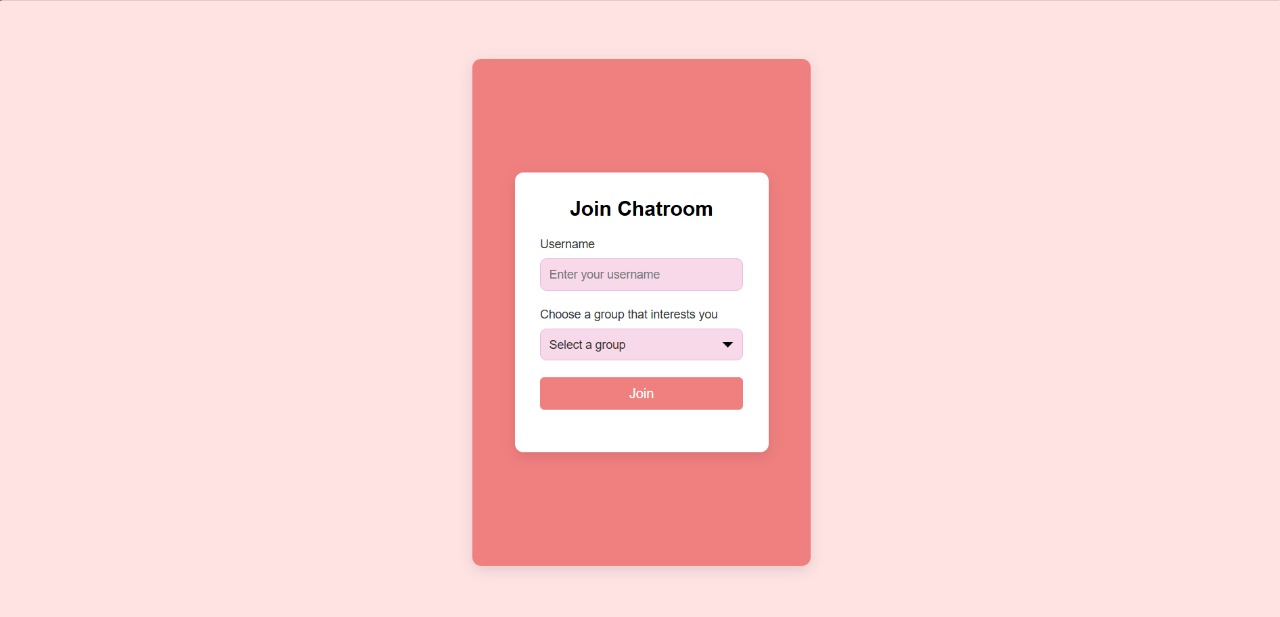 Join Chatroom
Username
Enter your username
Choose a group that interests you
Select a group
Join